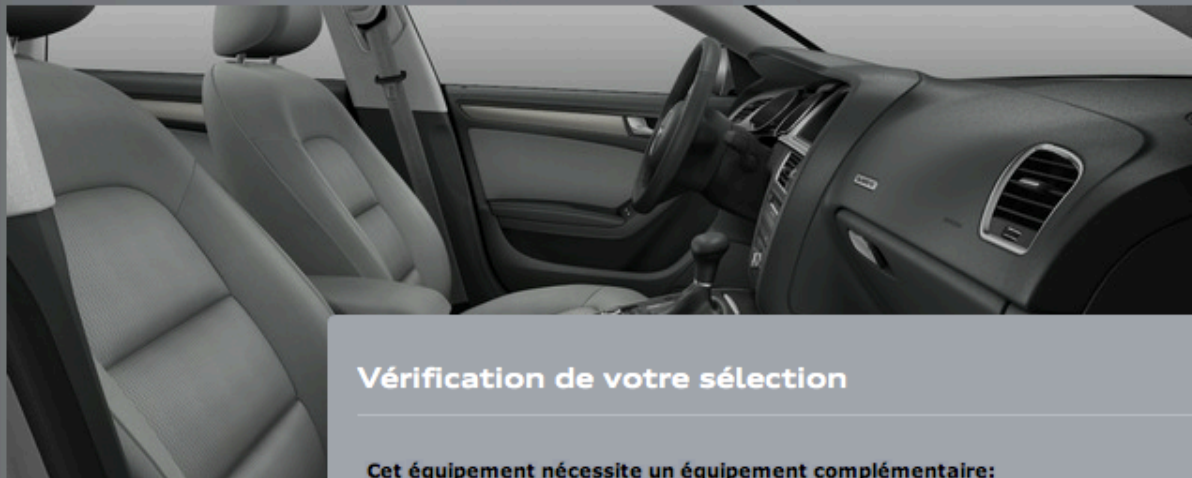 Vérification de votre sélection
Cet équipement nécessite un équipement complémentaire: